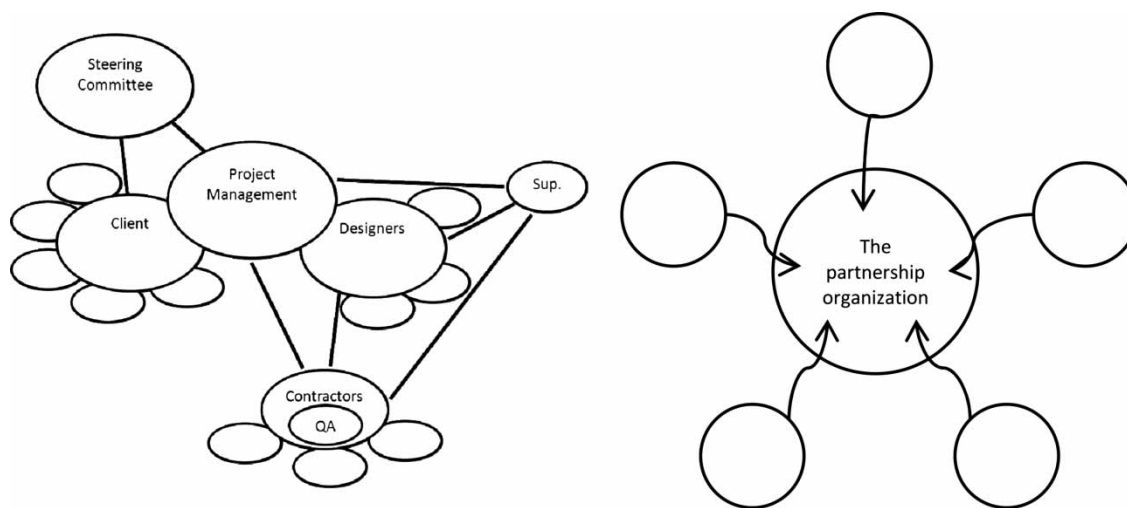 Steering
Committee
Project
Management
Sup.
Client
Designers
Contractors
QA
The
partnership
organization